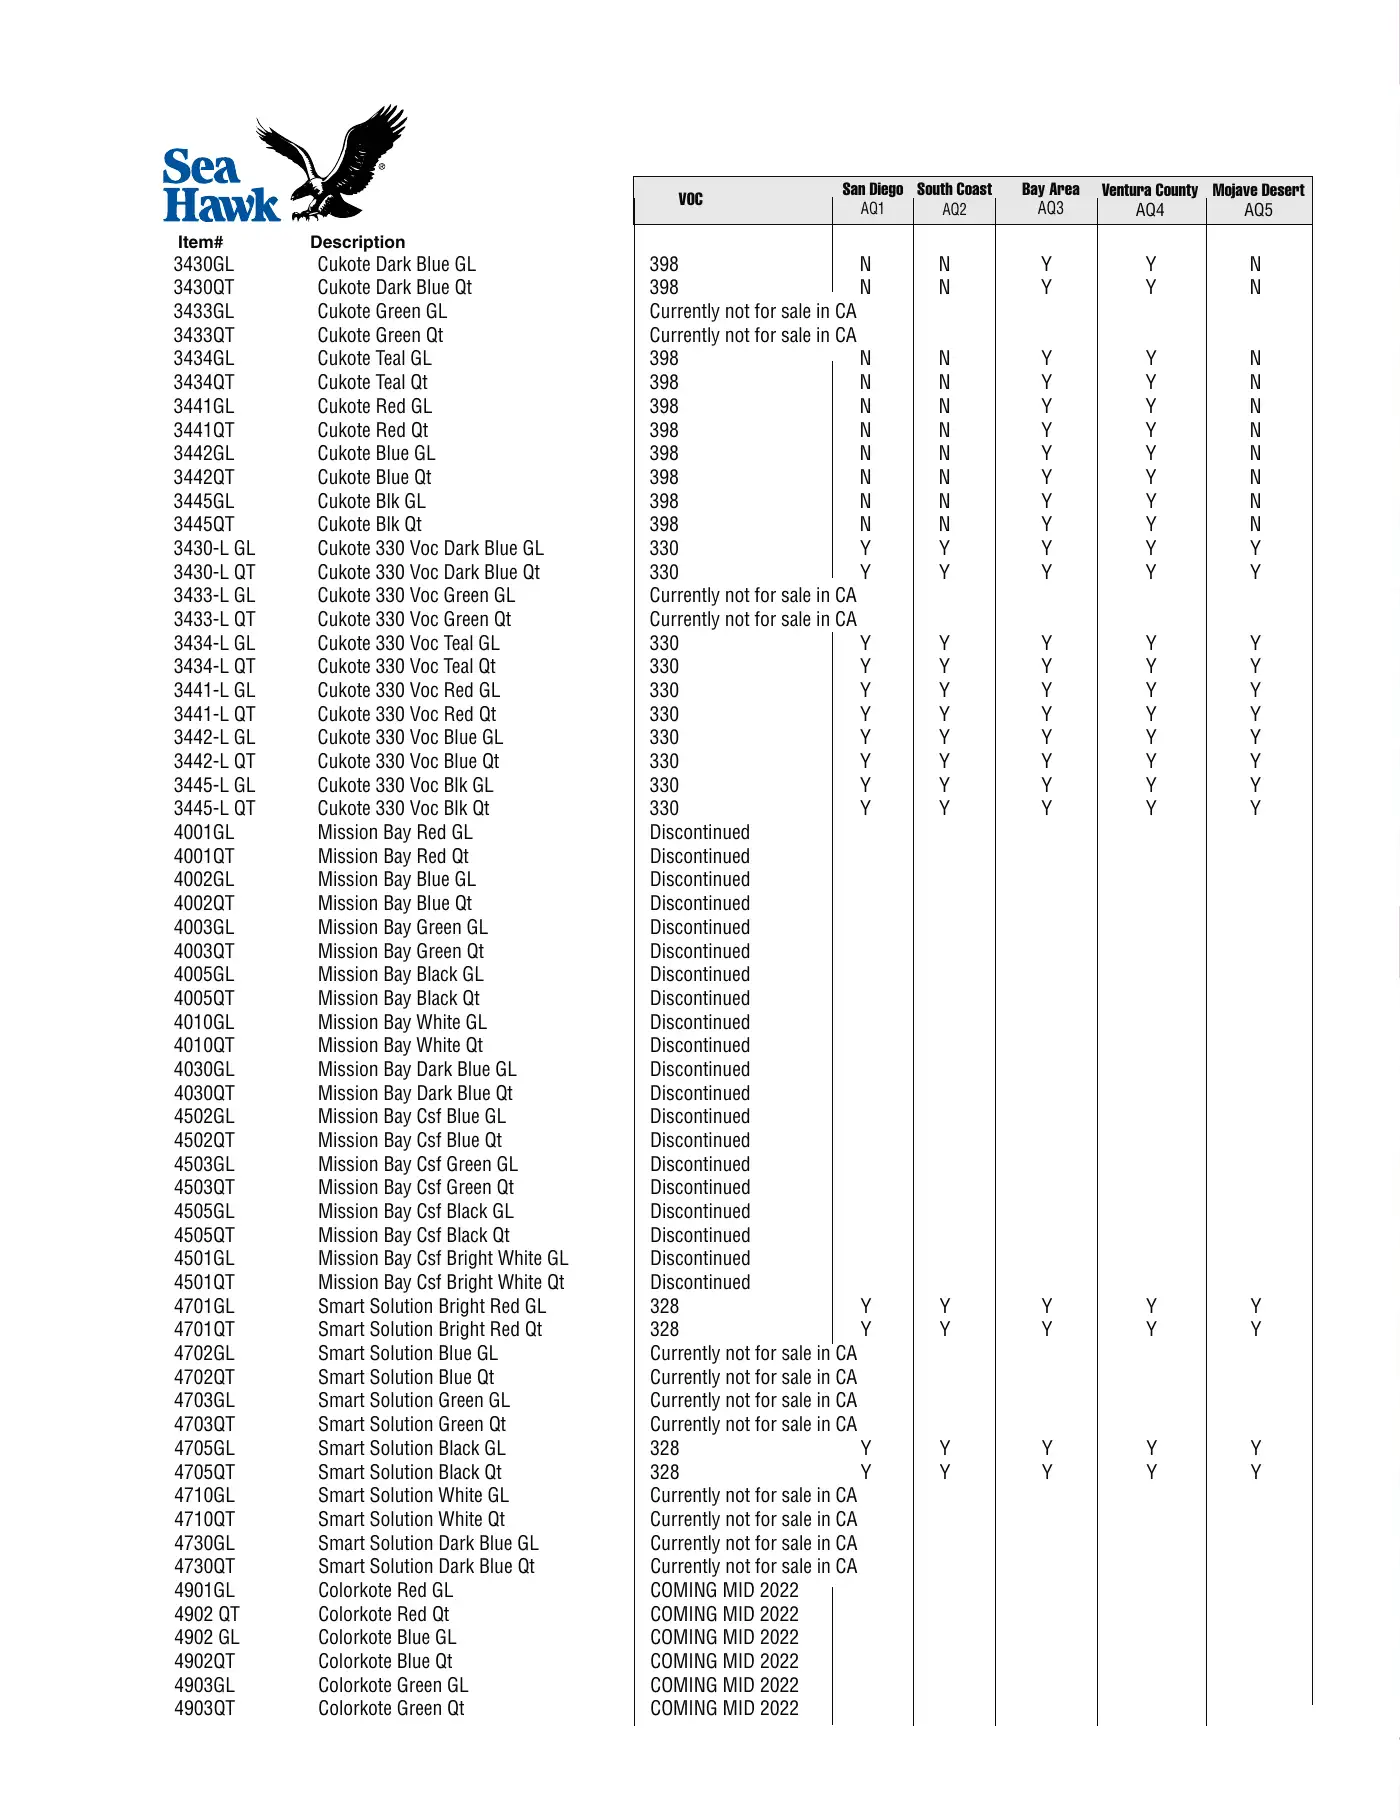 Sea
Hawk®
VOC San Diego South Coast Bay Area Ventura County Mojave Desert
AQ1 AQ2 AQ3 AQ4 AQ5
Item# Description
3430GL Cukote Dark Blue GL 398 N N Y Y N
3430QT Cukote Dark Blue Qt 398 N N Y Y N
3433GL Cukote Green GL Currently not for sale in CA
3433QT Cukote Green Qt Currently not for sale in CA
3434GL Cukote Teal GL 398 N N Y Y N
3434QT Cukote Teal Qt 398 N N Y Y N
3441GL Cukote Red GL 398 N N Y Y N
3441QT Cukote Red Qt 398 N N Y Y N
3442GL Cukote Blue GL 398 N N Y Y N
3442QT Cukote Blue Qt 398 N N Y Y N
3445GL Cukote Blk GL 398 N N Y Y N
3445QT Cukote Blk Qt 398 N N Y Y N
3430-L GL Cukote 330 Voc Dark Blue GL 330 Y Y Y Y Y
3430-L QT Cukote 330 Voc Dark Blue Qt 330 Y Y Y Y Y
3433-L GL Cukote 330 Voc Green GL Currently not for sale in CA
3433-L QT Cukote 330 Voc Green Qt Currently not for sale in CA
3434-L GL Cukote 330 Voc Teal GL 330 Y Y Y Y Y
3434-L QT Cukote 330 Voc Teal Qt 330 Y Y Y Y Y
3441-L GL Cukote 330 Voc Red GL 330 Y Y Y Y Y
3441-L QT Cukote 330 Voc Red Qt 330 Y Y Y Y Y
3442-L GL Cukote 330 Voc Blue GL 330 Y Y Y Y Y
3442-L QT Cukote 330 Voc Blue Qt 330 Y Y Y Y Y
3445-L GL Cukote 330 Voc Blk GL 330 Y Y Y Y Y
3445-L QT Cukote 330 Voc Blk Qt 330 Y Y Y Y Y
4001GL Mission Bay Red GL Discontinued
4001QT Mission Bay Red Qt Discontinued
4002GL Mission Bay Blue GL Discontinued
4002QT Mission Bay Blue Qt Discontinued
4003GL Mission Bay Green GL Discontinued
4003QT Mission Bay Green Qt Discontinued
4005GL Mission Bay Black GL Discontinued
4005QT Mission Bay Black Qt Discontinued
4010GL Mission Bay White GL Discontinued
4010QT Mission Bay White Qt Discontinued
4030GL Mission Bay Dark Blue GL Discontinued
4030QT Mission Bay Dark Blue Qt Discontinued
4502GL Mission Bay Csf Blue GL Discontinued
4502QT Mission Bay Csf Blue Qt Discontinued
4503GL Mission Bay Csf Green GL Discontinued
4503QT Mission Bay Csf Green Qt Discontinued
4505GL Mission Bay Csf Black GL Discontinued
4505QT Mission Bay Csf Black Qt Discontinued
4501GL Mission Bay Csf Bright White GL Discontinued
4501QT Mission Bay Csf Bright White Qt Discontinued
4701GL Smart Solution Bright Red GL 328 Y Y Y Y Y
4701QT Smart Solution Bright Red Qt 328 Y Y Y Y Y
4702GL Smart Solution Blue GL Currently not for sale in CA
4702QT Smart Solution Blue Qt Currently not for sale in CA
4703GL Smart Solution Green GL Currently not for sale in CA
4703QT Smart Solution Green Qt Currently not for sale in CA
4705GL Smart Solution Black GL 328 Y Y Y Y Y
4705QT Smart Solution Black Qt 328 Y Y Y Y Y
4710GL Smart Solution White GL Currently not for sale in CA
4710QT Smart Solution White Qt Currently not for sale in CA
4730GL Smart Solution Dark Blue GL Currently not for sale in CA
4730QT Smart Solution Dark Blue Qt Currently not for sale in CA
4901GL Colorkote Red GL COMING MID 2022
4902 QT Colorkote Red Qt COMING MID 2022
4902 GL Colorkote Blue GL COMING MID 2022
4902QT Colorkote Blue Qt COMING MID 2022
4903GL Colorkote Green GL COMING MID 2022
4903QT Colorkote Green Qt COMING MID 2022